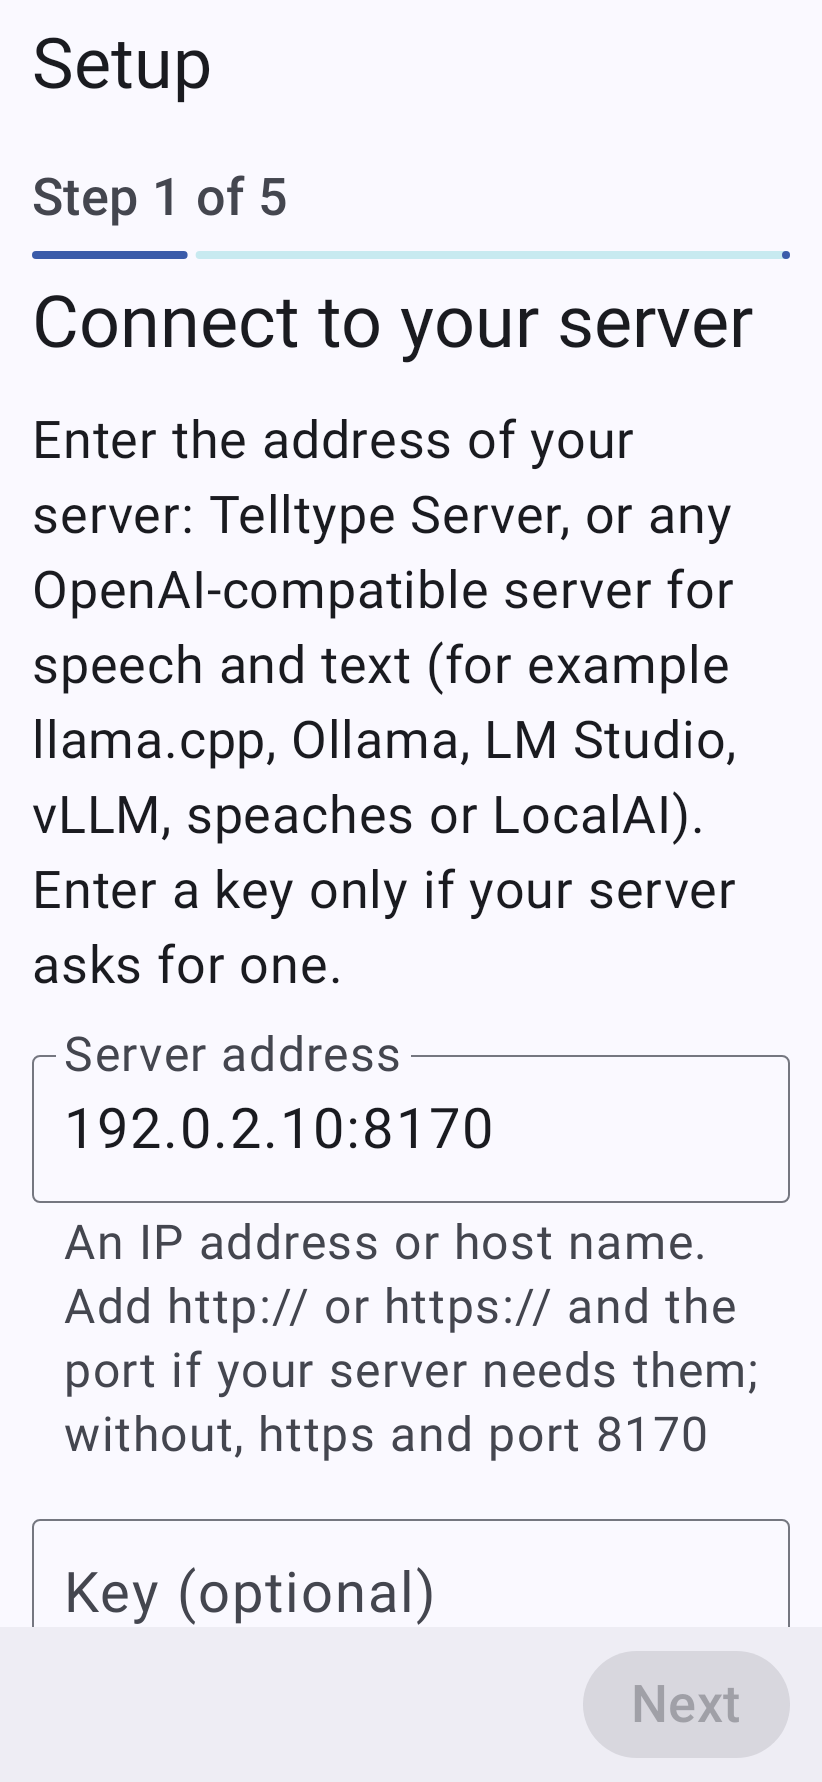 Setup
Step 1 of 5
Connect to your server
Enter the address of your
server: Telltype Server, or any
OpenAI-compatible server for
speech and text (for example
llama.cpp, Ollama, LM Studio,
vLLM, speaches or LocalAI).
Enter a key only if your server
asks for one.
Server address
192.0.2.10:8170
An IP address or host name.
Add http:// or https:// and the
port if your server needs them;
without, https and port 8170
Key (optional)
Next